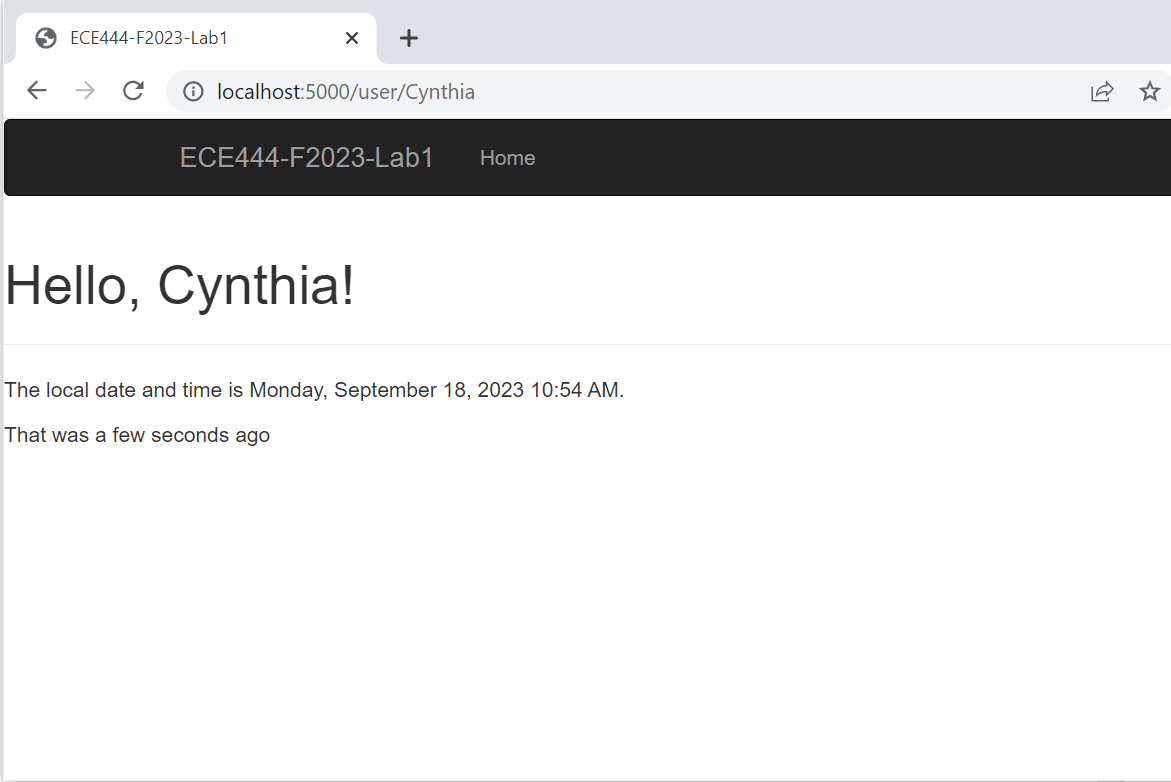 ECE444-F2023-Lab1
localhost:5000/user/Cynthia
ECE444-F2023-Lab1 Home
Hello, Cynthia!
The local date and time is Monday, September 18, 2023 10:54 AM.
That was a few seconds ago